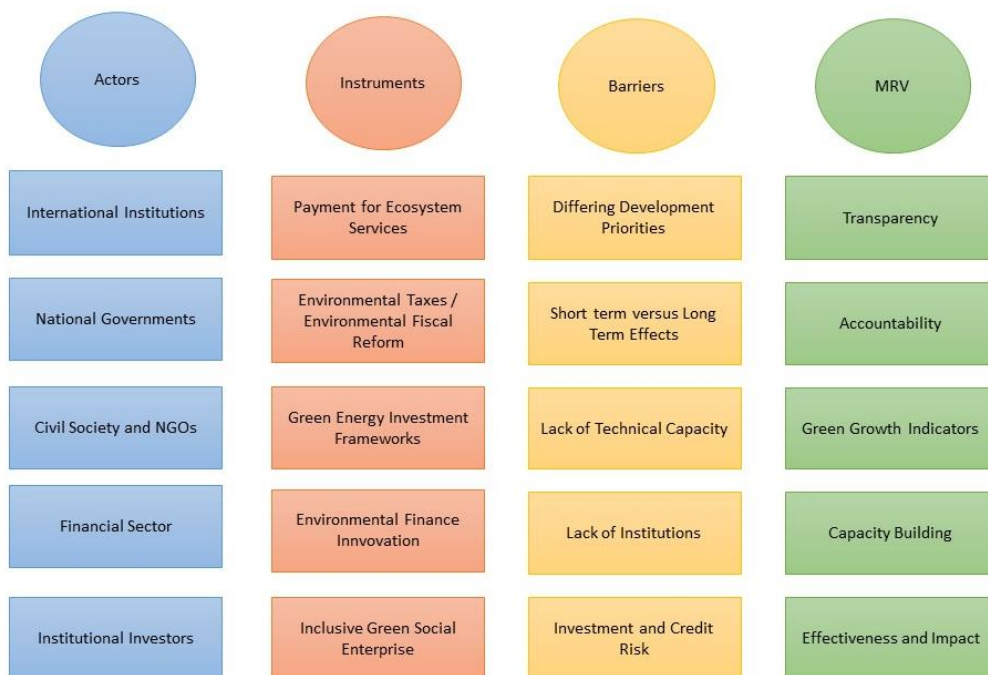 Actors
Instruments
Barriers
MRV
International Institutions
Payment for Ecosystem
Services
Differing Development
Priorities
Transparency
National Governments
Environmental Taxes /
Environmental Fiscal
Reform
Short term versus Long
Term Effects
Accountability
Civil Society and NGOs
Green Energy Investment
Frameworks
Lack of Technical Capacity
Green Growth Indicators
Financial Sector
Environmental Finance
Innvovation
Lack of Institutions
Capacity Building
Institutional Investors
Inclusive Green Social
Enterprise
Investment and Credit
Risk
Effectiveness and Impact